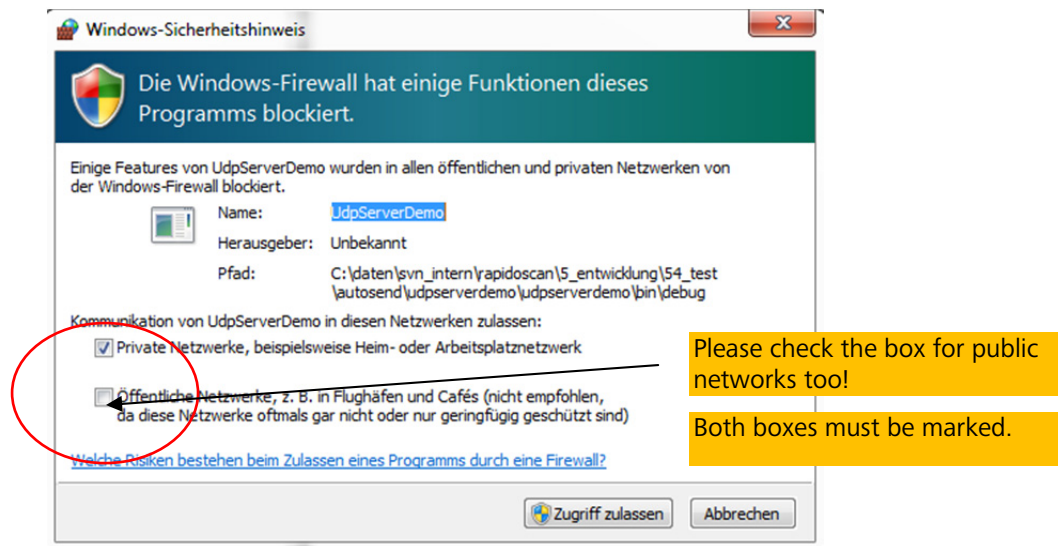 Windows-Sicherheitshinweis
Die Windows-Firewall hat einige Funktionen dieses
Programms blockiert.
Einige Features von UdpServerDemo wurden in allen öffentlichen und privaten Netzwerken von
der Windows-Firewall blockiert.
Name: UdpServerDemo
Herausgeber: Unbekannt
Pfad: C:\daten\svn_intern\rapidoscan\5_entwicklung\54_test
\autosend\udpserverdemo\udpserverdemo\bin\debug
Kommunikation von UdpServerDemo in diesen Netzwerken zulassen:
Private Netzwerke, beispielsweise Heim- oder Arbeitsplatznetzwerk
Öffentliche Netzwerke, z. B. in Flughäfen und Cafés (nicht empfohlen,
da diese Netzwerke oftmals gar nicht oder nur geringfügig geschützt sind)
Welche Risiken bestehen beim Zulassen eines Programms durch eine Firewall?
Zugriff zulassen
Abbrechen
Please check the box for public
networks too!
Both boxes must be marked.